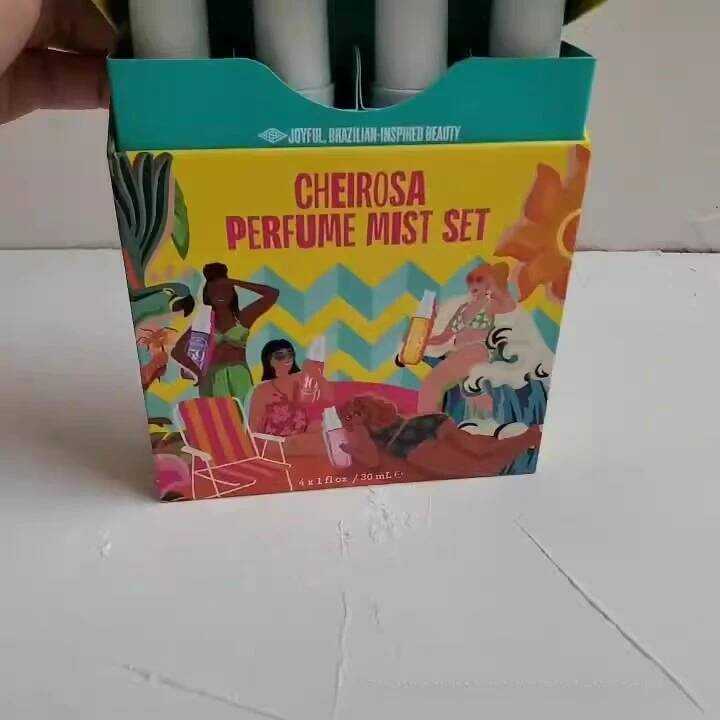 JOYFUL, BRAZILIAN-INSPIRED BEAUTY
CHEIROSA
PERFUME MIST SET
4 x 1 fl oz / 30 mL ℮